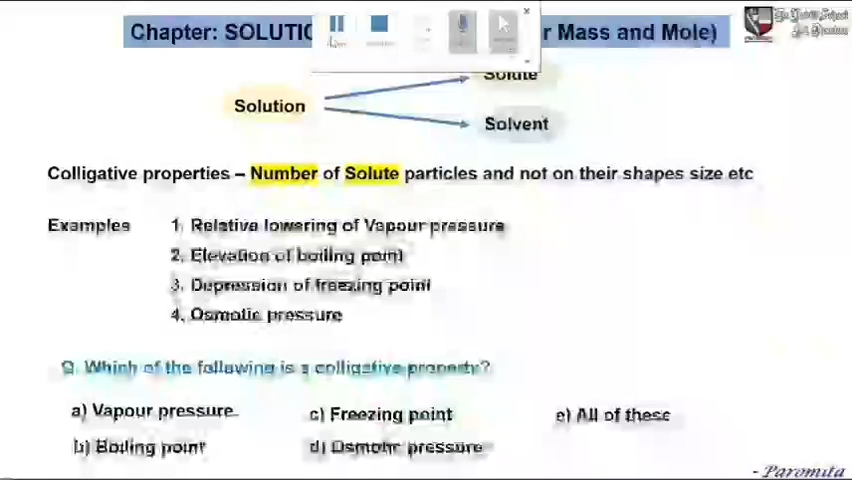 Chapter: SOLUTIO r Mass and Mole)
Solute
Solution
Solvent
Colligative properties – Number of Solute particles and not on their shapes size etc
Examples 1. Relative lowering of Vapour pressure
2. Elevation of boiling point
3. Depression of freezing point
4. Osmotic pressure
Q. Which of the following is a colligative property?
a) Vapour pressure c) Freezing point e) All of these
b) Boiling point d) Osmotic pressure
- Paromita